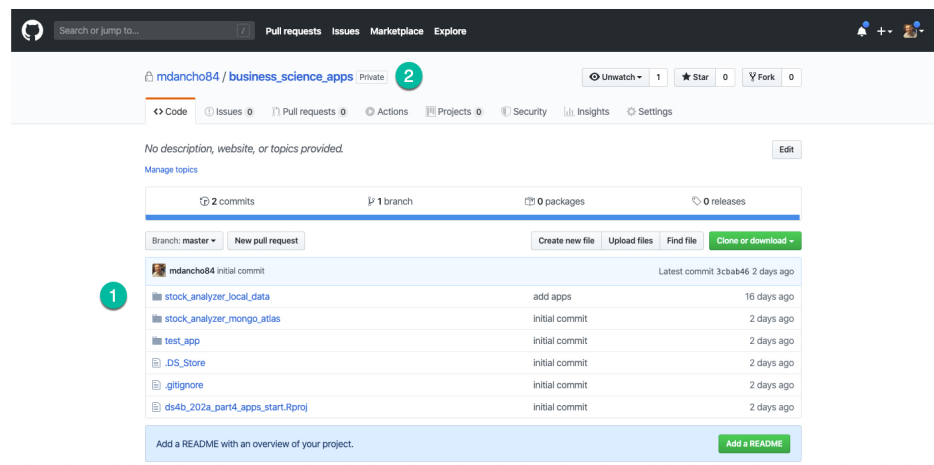 Search or jump to... / Pull requests Issues Marketplace Explore
mdancho84 / business_science_apps Private 2 Unwatch 1 Star 0 Fork 0
Code Issues 0 Pull requests 0 Actions Projects 0 Security Insights Settings
No description, website, or topics provided. Edit
Manage topics
2 commits 1 branch 0 packages 0 releases
Branch: master New pull request Create new file Upload files Find file Clone or download
mdancho84 initial commit Latest commit 3cbab46 2 days ago
1 stock_analyzer_local_data add apps 16 days ago
stock_analyzer_mongo_atlas initial commit 2 days ago
test_app initial commit 2 days ago
.DS_Store initial commit 2 days ago
.gitignore initial commit 2 days ago
ds4b_202a_part4_apps_start.Rproj initial commit 2 days ago
Add a README with an overview of your project. Add a README